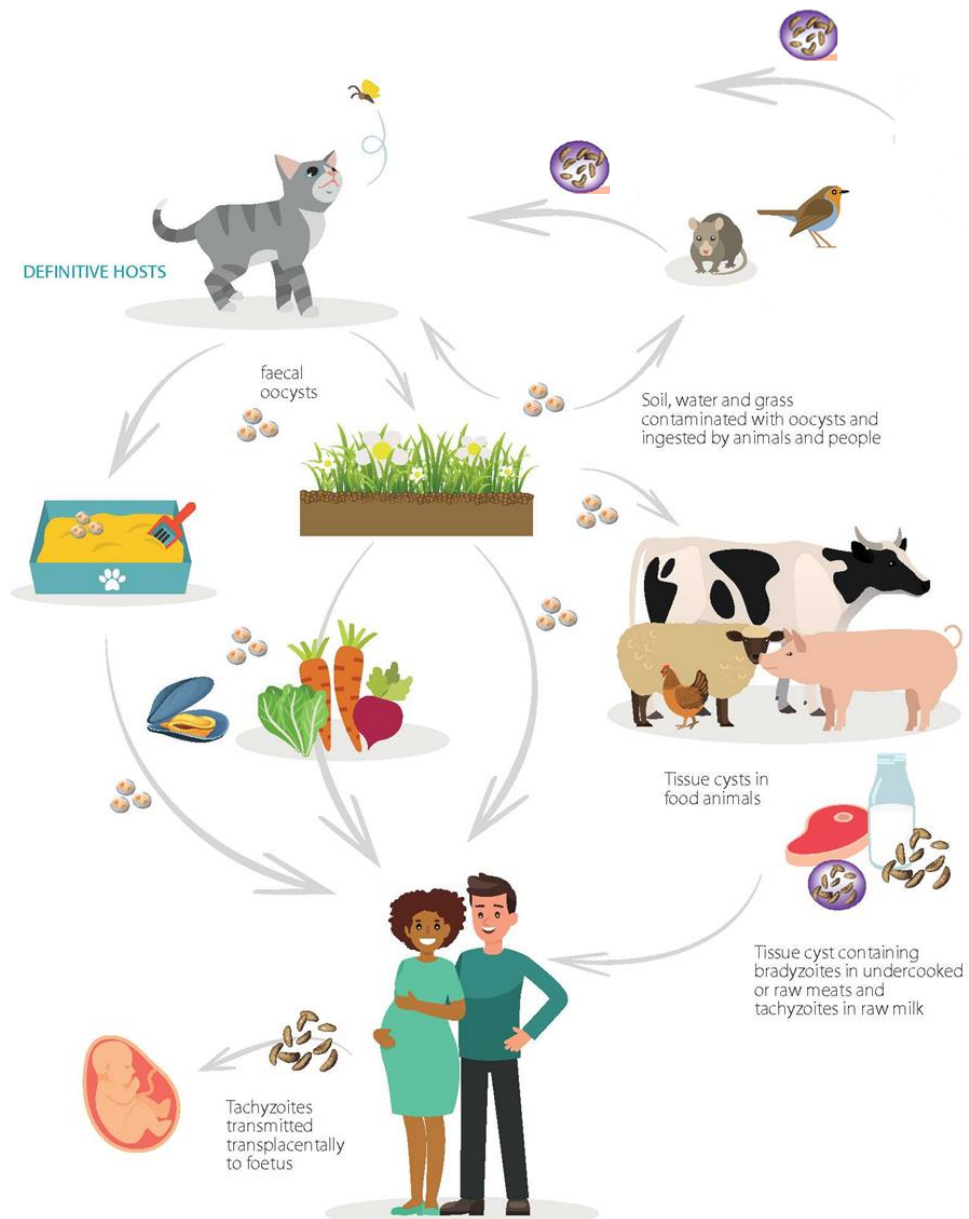 DEFINITIVE HOSTS
faecal
oocysts
Soil, water and grass
contaminated with oocysts and
ingested by animals and people
Tissue cysts in
food animals
Tissue cyst containing
bradyzoites in undercooked
or raw meats and
tachyzoites in raw milk
Tachyzoites
transmitted
transplacentally
to foetus